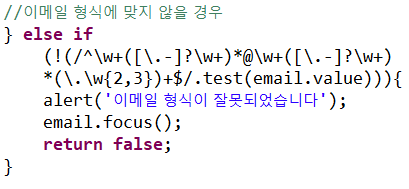 //이메일 형식에 맞지 않을 경우
} else if
(!(/^\w+([\.-]?\w+)*@\w+([\.-]?\w+)
*(\.\w{2,3})+$/.test(email.value))){
alert('이메일 형식이 잘못되었습니다');
email.focus();
return false;
}